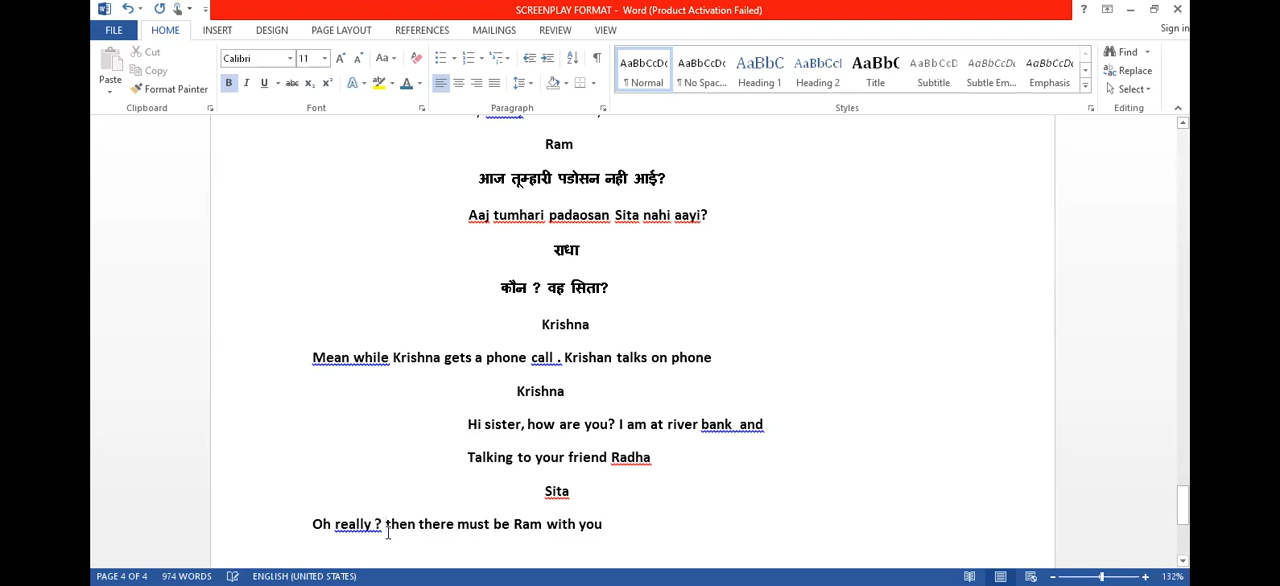 SCREENPLAY FORMAT - Word (Product Activation Failed)
FILE HOME INSERT DESIGN PAGE LAYOUT REFERENCES MAILINGS REVIEW VIEW Sign in
Cut
Copy
Paste
Format Painter
Clipboard
Calibri 11
Font
Paragraph
AaBbCcDc AaBbCcDc AaBbC AaBbCcI AaBbC AaBbCcD AaBbCcDc AaBbCcDc
¶ Normal ¶ No Spac... Heading 1 Heading 2 Title Subtitle Subtle Em... Emphasis
Styles
Find
Replace
Select
Editing
Ram
आज तूम्हारी पडोसन नही आई?
Aaj tumhari padaosan Sita nahi aayi?
राधा
कौन ? वह सिता?
Krishna
Mean while Krishna gets a phone call . Krishan talks on phone
Krishna
Hi sister, how are you? I am at river bank and
Talking to your friend Radha
Sita
Oh really ? then there must be Ram with you
PAGE 4 OF 4 974 WORDS ENGLISH (UNITED STATES) 132%